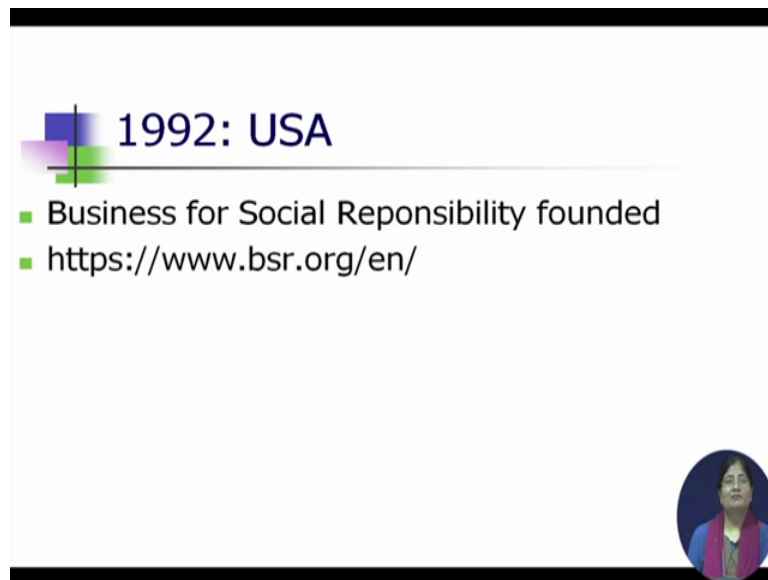 1992: USA
Business for Social Reponsibility founded
https://www.bsr.org/en/